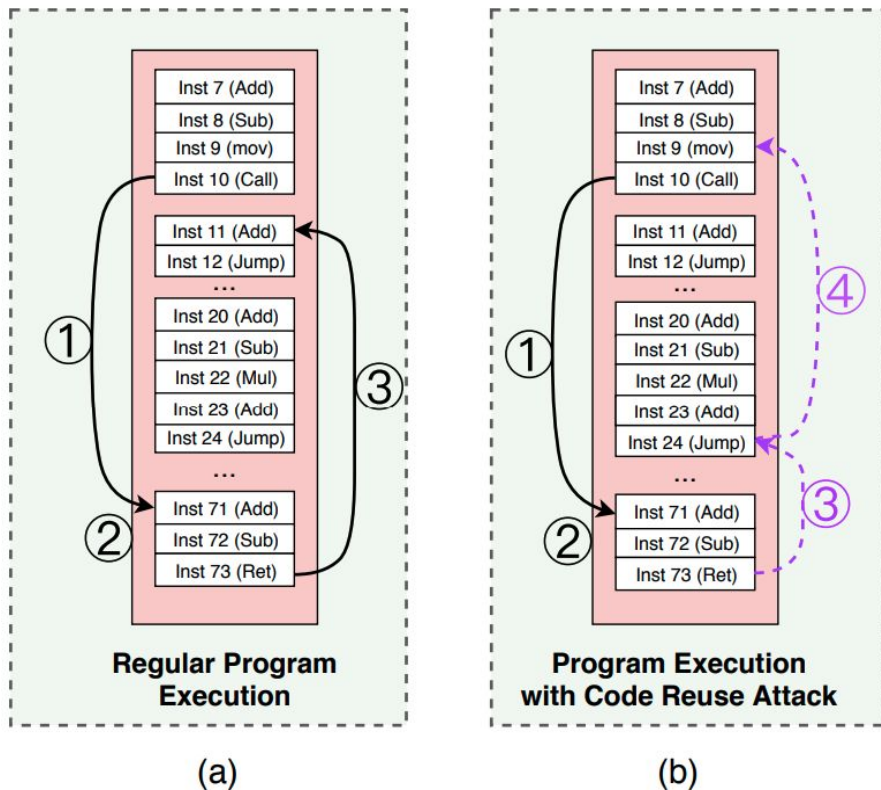 Inst 7 (Add)
Inst 8 (Sub)
Inst 9 (mov)
Inst 10 (Call)
Inst 11 (Add)
Inst 12 (Jump)
...
Inst 20 (Add)
Inst 21 (Sub)
Inst 22 (Mul)
Inst 23 (Add)
Inst 24 (Jump)
...
Inst 71 (Add)
Inst 72 (Sub)
Inst 73 (Ret)
①
②
③
Regular Program
Execution
(a)
Inst 7 (Add)
Inst 8 (Sub)
Inst 9 (mov)
Inst 10 (Call)
Inst 11 (Add)
Inst 12 (Jump)
...
Inst 20 (Add)
Inst 21 (Sub)
Inst 22 (Mul)
Inst 23 (Add)
Inst 24 (Jump)
...
Inst 71 (Add)
Inst 72 (Sub)
Inst 73 (Ret)
①
②
③
④
Program Execution
with Code Reuse Attack
(b)